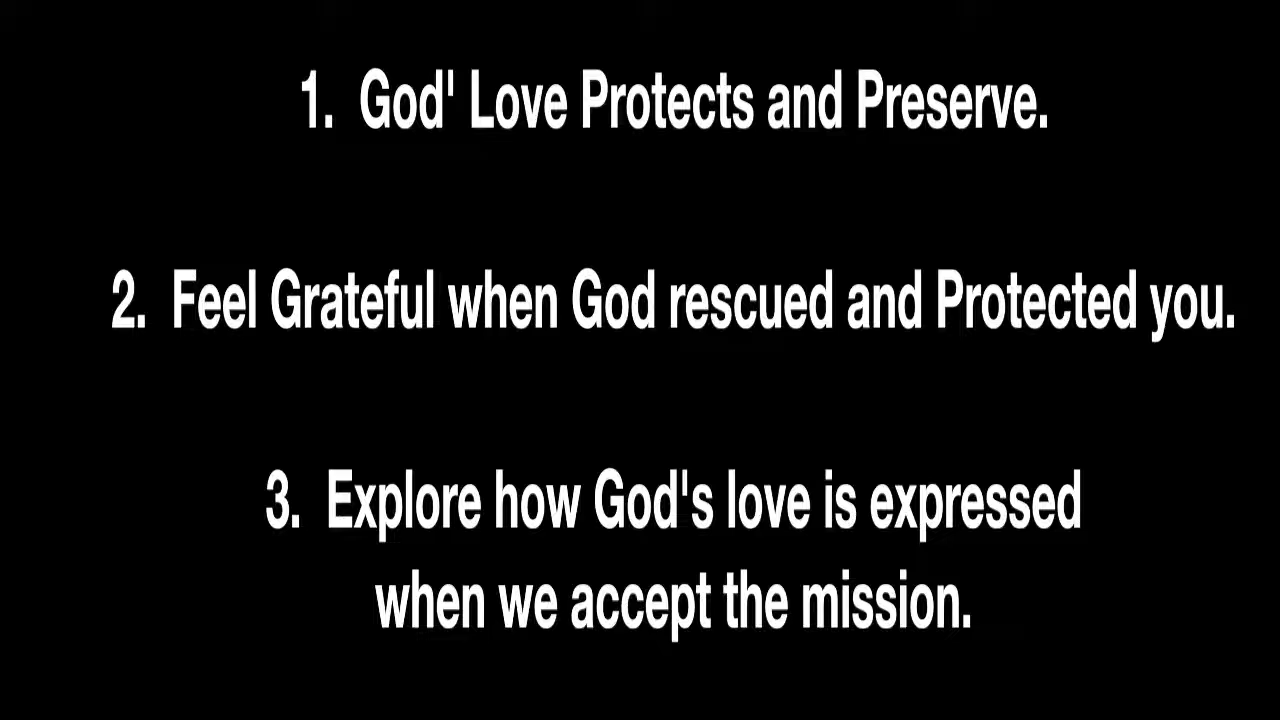 1. God' Love Protects and Preserve.
2. Feel Grateful when God rescued and Protected you.
3. Explore how God's love is expressed
when we accept the mission.